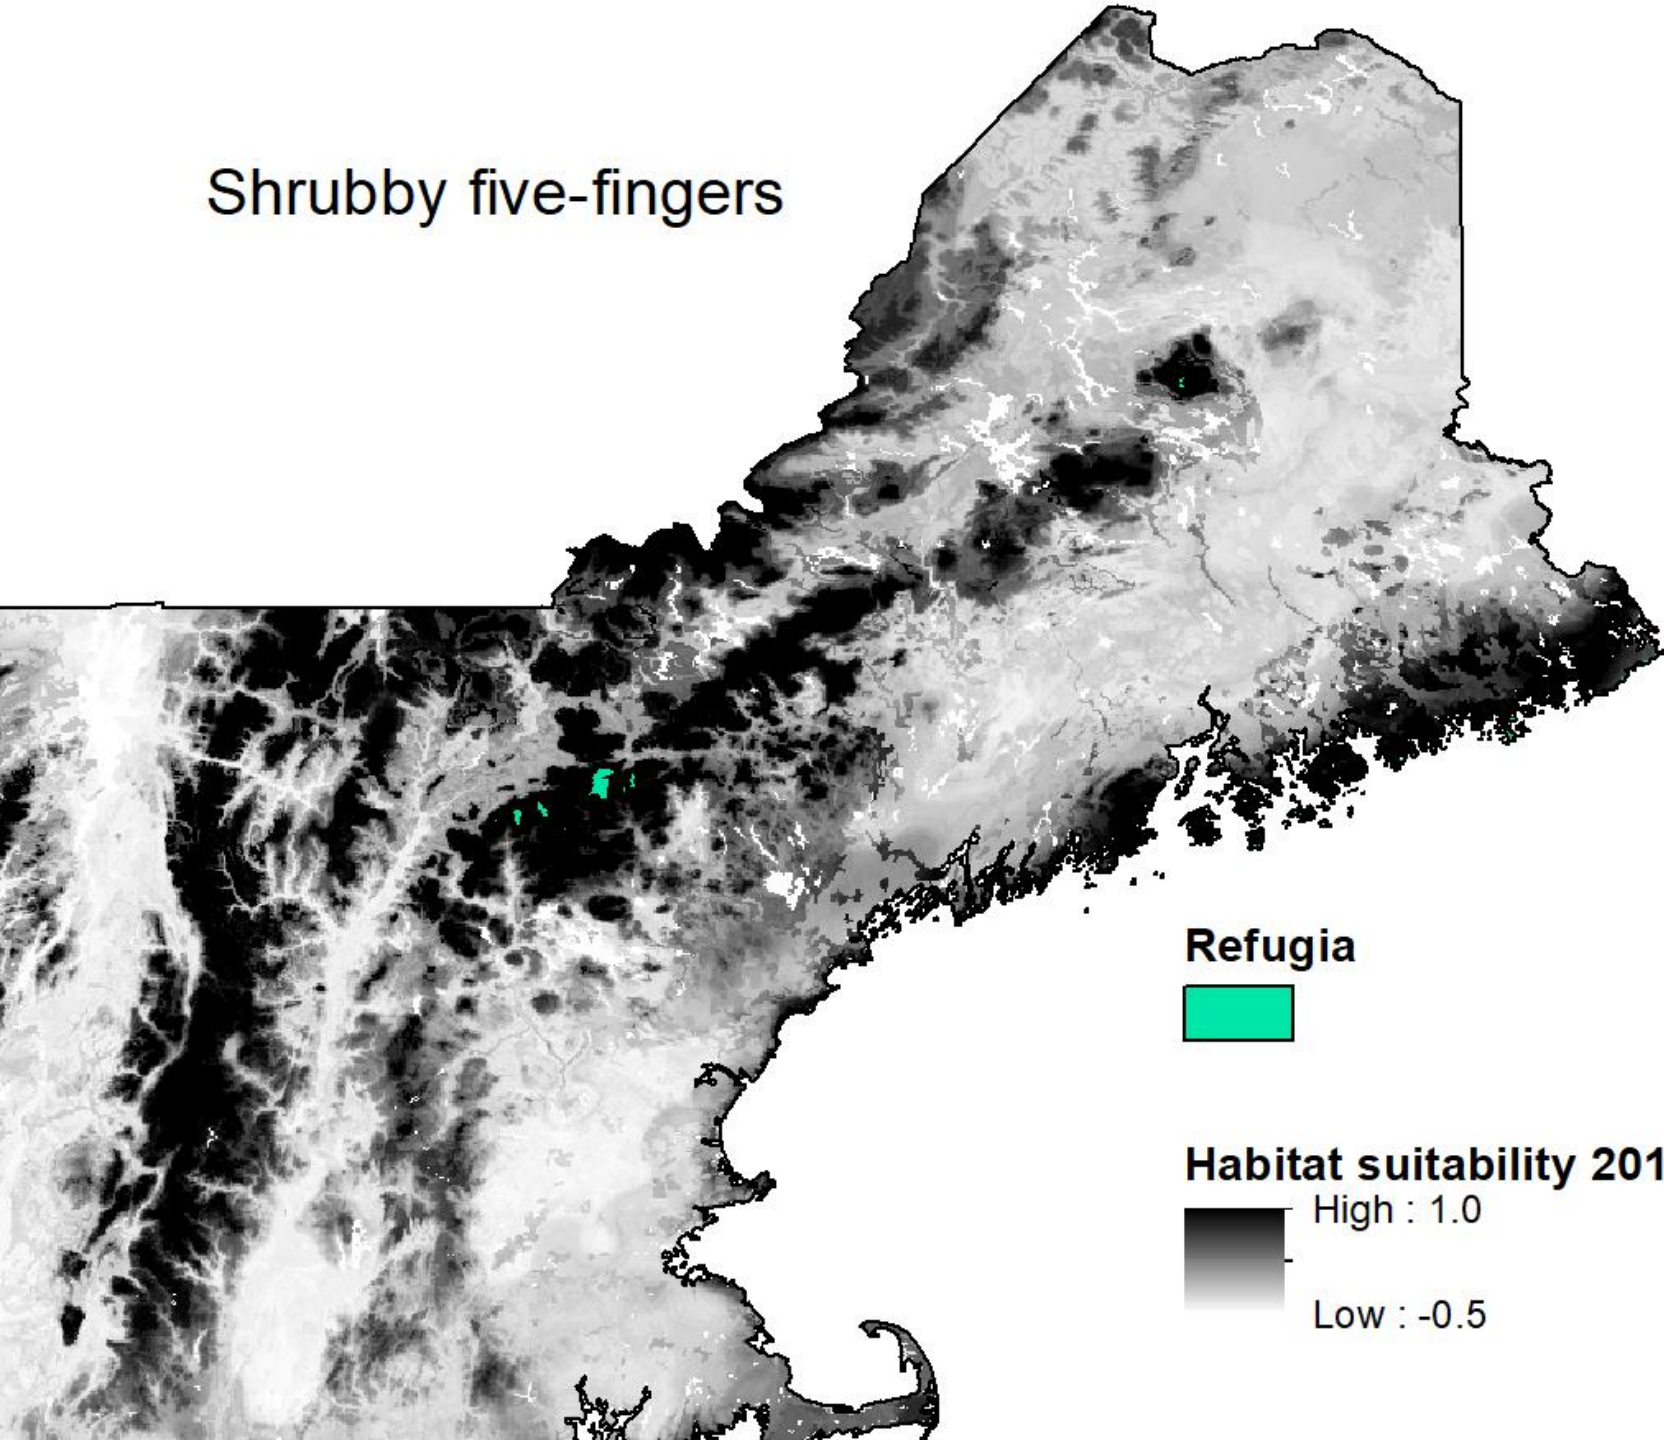 Shrubby five-fingers
Refugia
Habitat suitability 201
High : 1.0
Low : -0.5